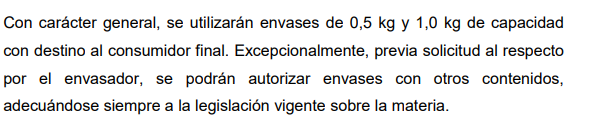 Con carácter general, se utilizarán envases de 0,5 kg y 1,0 kg de capacidad
con destino al consumidor final. Excepcionalmente, previa solicitud al respecto
por el envasador, se podrán autorizar envases con otros contenidos,
adecuándose siempre a la legislación vigente sobre la materia.